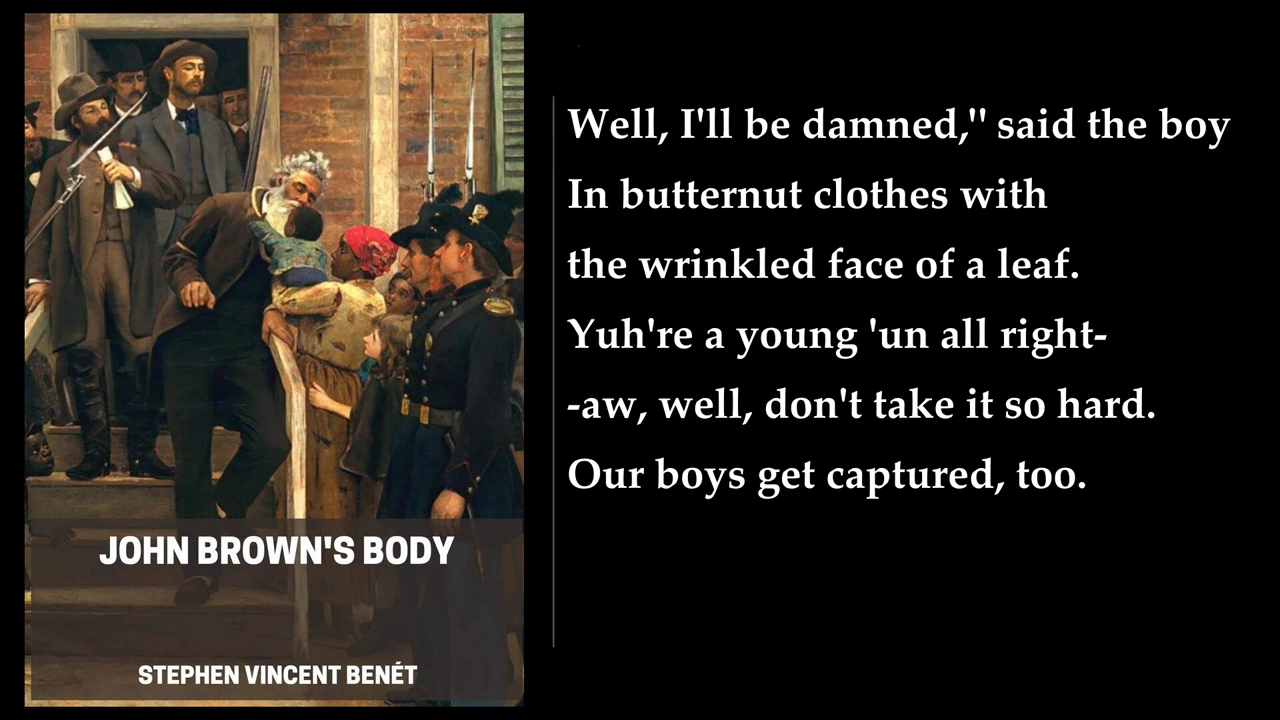 Well, I'll be damned," said the boy
In butternut clothes with
the wrinkled face of a leaf.
Yuh're a young 'un all right-
-aw, well, don't take it so hard.
Our boys get captured, too.
JOHN BROWN'S BODY
STEPHEN VINCENT BENÉT